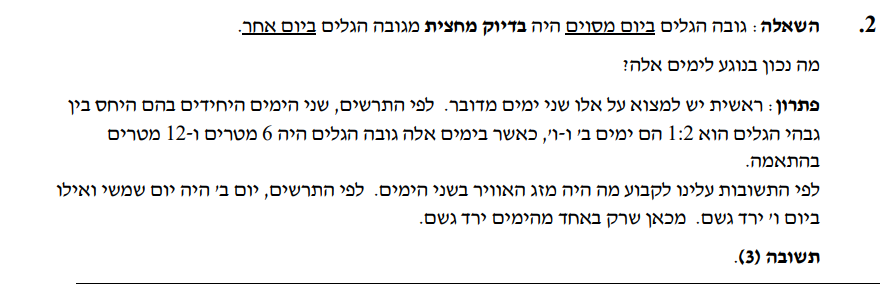 2. השאלה: גובה הגלים ביום מסוים היה בדיוק מחצית מגובה הגלים ביום אחר.
מה נכון בנוגע לימים אלה?
פתרון: ראשית יש למצוא על אלו שני ימים מדובר. לפי התרשים, שני הימים היחידים בהם היחס בין
גבהי הגלים הוא 1:2 הם ימים ב' ו-ו', כאשר בימים אלה גובה הגלים היה 6 מטרים ו-12 מטרים
בהתאמה.
לפי התשובות עלינו לקבוע מה היה מזג האוויר בשני הימים. לפי התרשים, יום ב' היה יום שמשי ואילו
ביום ו' ירד גשם. מכאן שרק באחד מהימים ירד גשם.
תשובה (3).